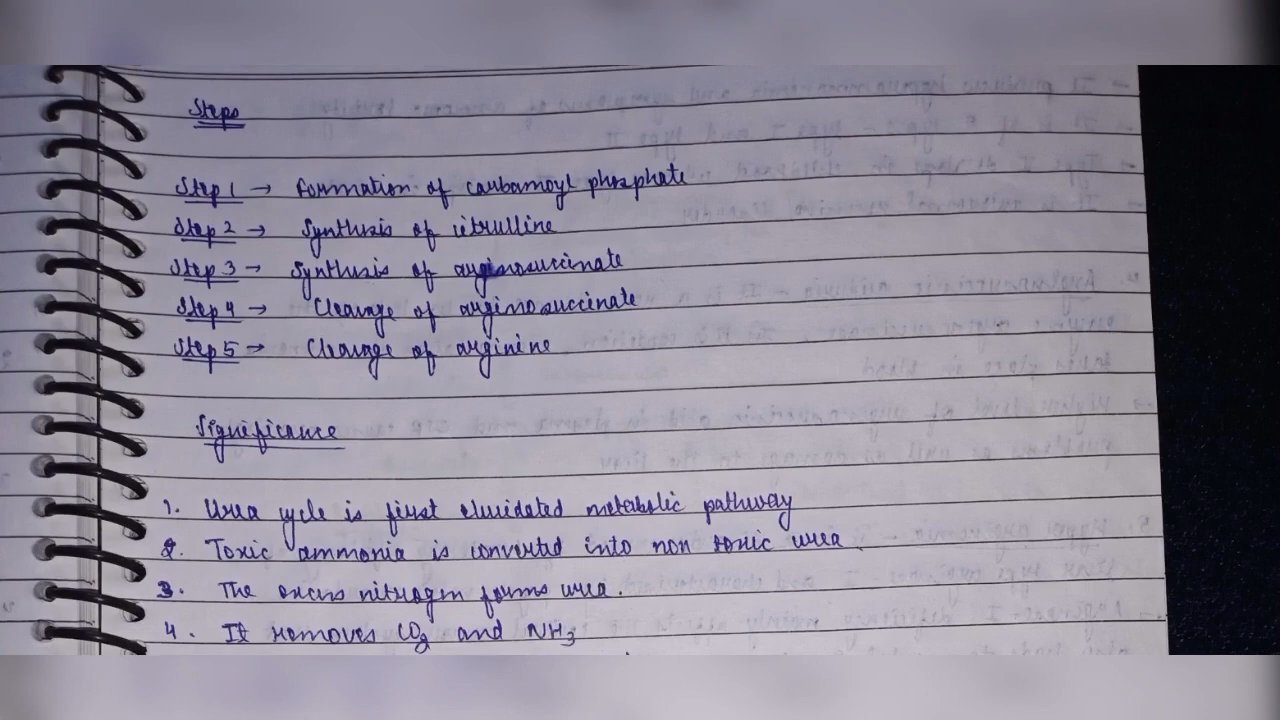 Steps
Step 1 → Formation of carbamoyl phosphate
Step 2 → Synthesis of citrulline
Step 3 → Synthesis of arginosuccinate
Step 4 → Cleavage of arginosuccinate
Step 5 → Cleavage of arginine
Significance
1. Urea cycle is first elucidated metabolic pathway
2. Toxic ammonia is converted into non toxic urea.
3. The excess nitrogen forms urea.
4. It removes CO2 and NH3